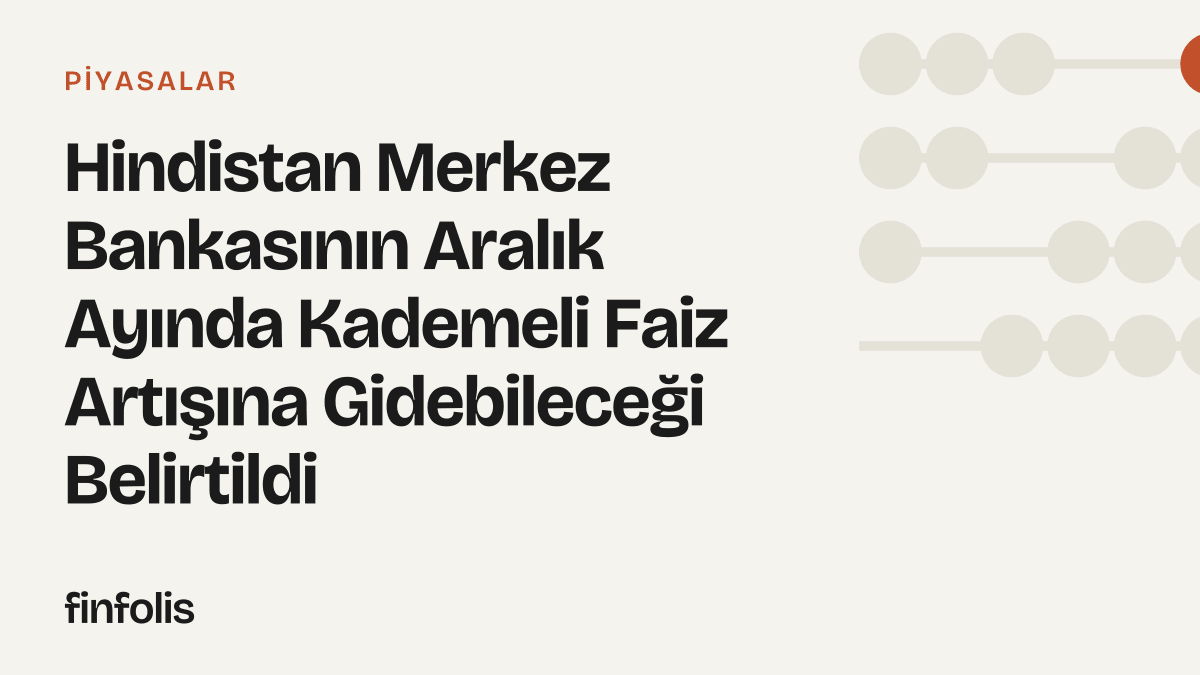 PİYASALAR
Hindistan Merkez
Bankasının Aralık
Ayında Kademeli Faiz
Artışına Gidebileceği
Belirtildi
finfolis